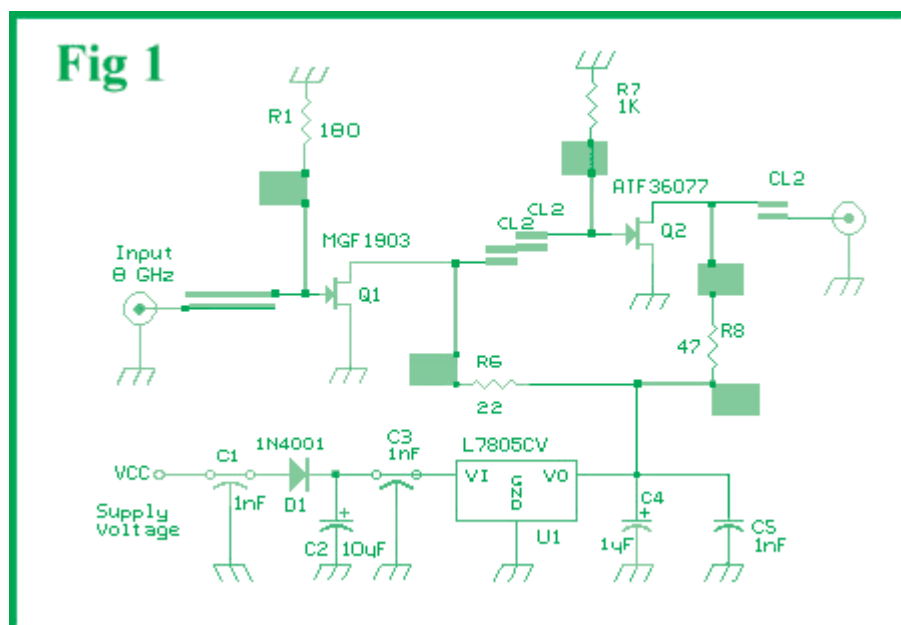 Fig 1
R1
180
R7
1K
ATF36077
CL2
CL2
CL2
Q2
MGF1903
Input
8 GHz
Q1
R8
47
R6
22
C3
1nF
1N4001
L7805CV
C1
VCC
1nF
D1
VI
GND
VO
C4
Supply
Voltage
C2
10yF
U1
1yF
C5
1nF